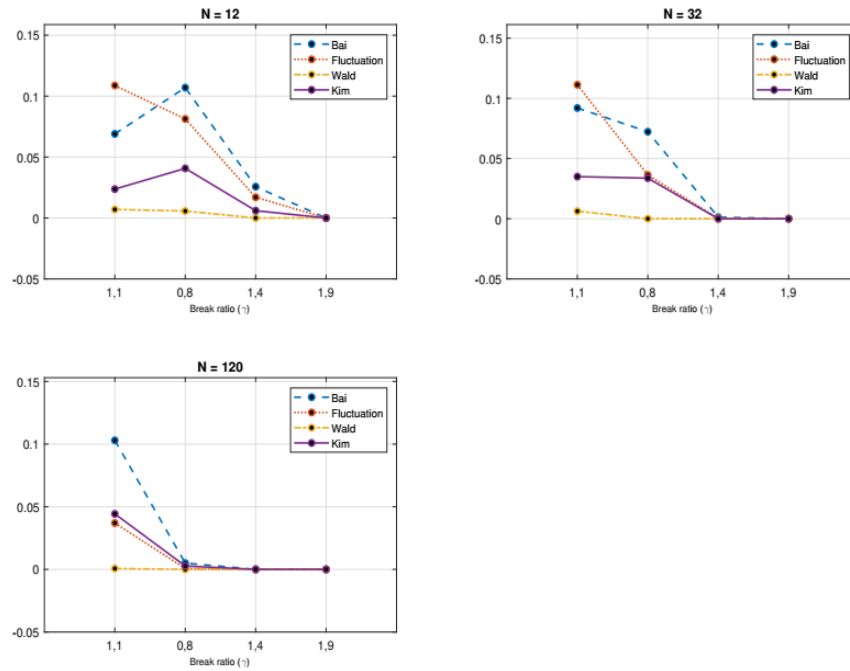 N = 12
0.15
0.1
0.05
0
-0.05
Bai
Fluctuation
Wald
Kim
1,1 0,8 1,4 1,9
Break ratio (γ)
N = 32
0.15
0.1
0.05
0
-0.05
Bai
Fluctuation
Wald
Kim
1,1 0,8 1,4 1,9
Break ratio (γ)
N = 120
0.15
0.1
0.05
0
-0.05
Bai
Fluctuation
Wald
Kim
1,1 0,8 1,4 1,9
Break ratio (γ)